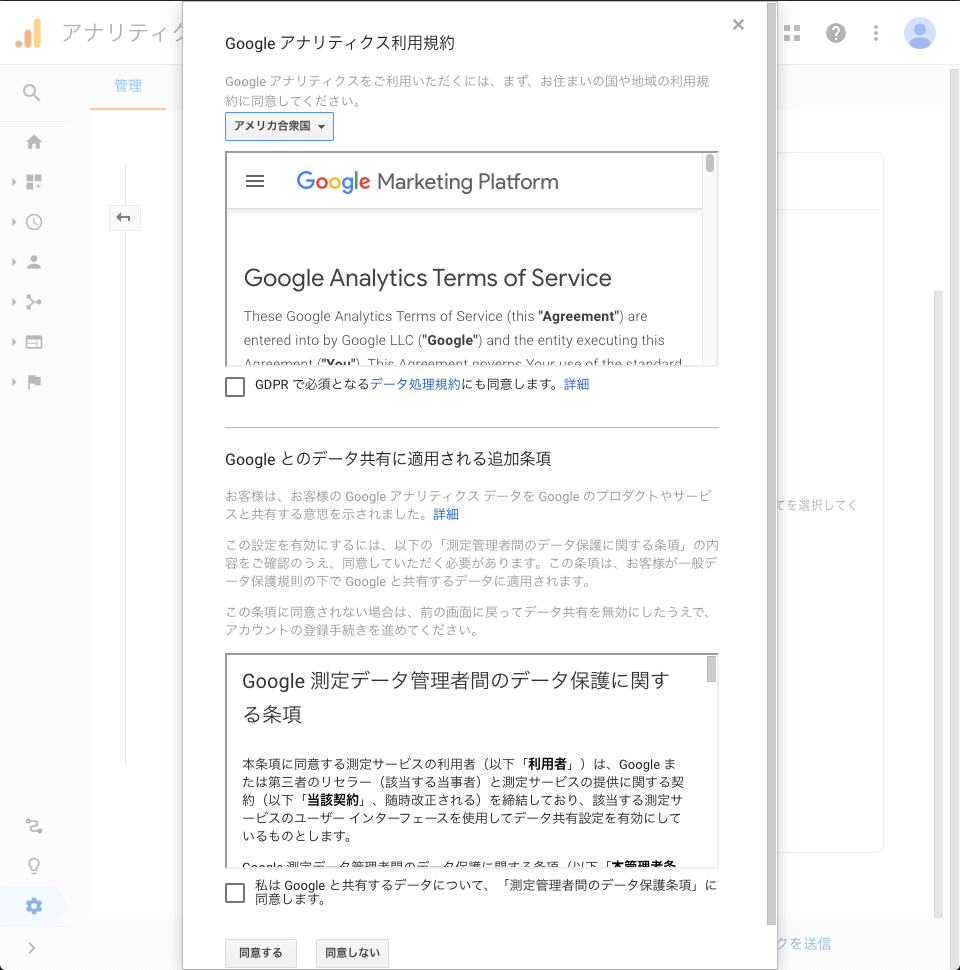 アナリティク
管理
Google アナリティクス利用規約
Google アナリティクスをご利用いただくには、まず、お住まいの国や地域の利用規
約に同意してください。
アメリカ合衆国
Google Marketing Platform
Google Analytics Terms of Service
These Google Analytics Terms of Service (this "Agreement") are
entered into by Google LLC ("Google") and the entity executing this
Agreement ("You"). This Agreement governs Your use of the standard
GDPR で必須となるデータ処理規約にも同意します。詳細
Google とのデータ共有に適用される追加条項
お客様は、お客様の Google アナリティクス データを Google のプロダクトやサービ
スと共有する意思を示されました。詳細
てを選択してく
この設定を有効にするには、以下の「測定管理者間のデータ保護に関する条項」の内
容をご確認のうえ、同意していただく必要があります。この条項は、お客様が一般デ
ータ保護規則の下で Google と共有するデータに適用されます。
この条項に同意されない場合は、前の画面に戻ってデータ共有を無効にしたうえで、
アカウントの登録手続きを進めてください。
Google 測定データ管理者間のデータ保護に関す
る条項
本条項に同意する測定サービスの利用者（以下「利用者」）は、Google ま
たは第三者のリセラー（該当する当事者）と測定サービスの提供に関する契
約（以下「当該契約」、随時改正される）を締結しており、該当する測定サ
ービスのユーザー インターフェースを使用してデータ共有設定を有効にして
いるものとします。
Google 測定データ管理者間のデータ保護に関する条項（以下「本管理者条
私は Google と共有するデータについて、「測定管理者間のデータ保護条項」に
同意します。
同意する
同意しない
クを送信